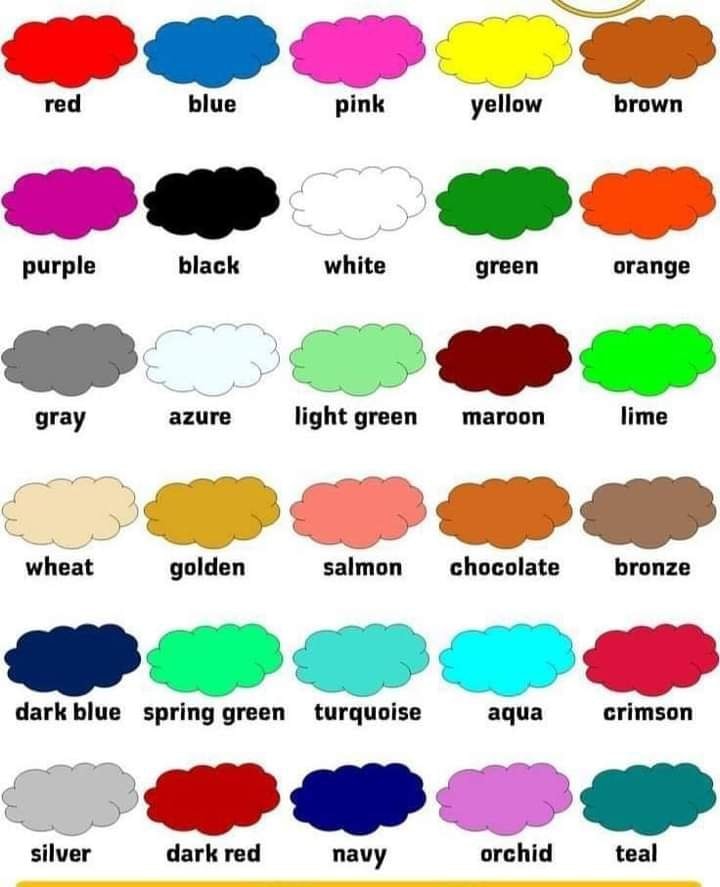 red blue pink yellow brown
purple black white green orange
gray azure light green maroon lime
wheat golden salmon chocolate bronze
dark blue spring green turquoise aqua crimson
silver dark red navy orchid teal